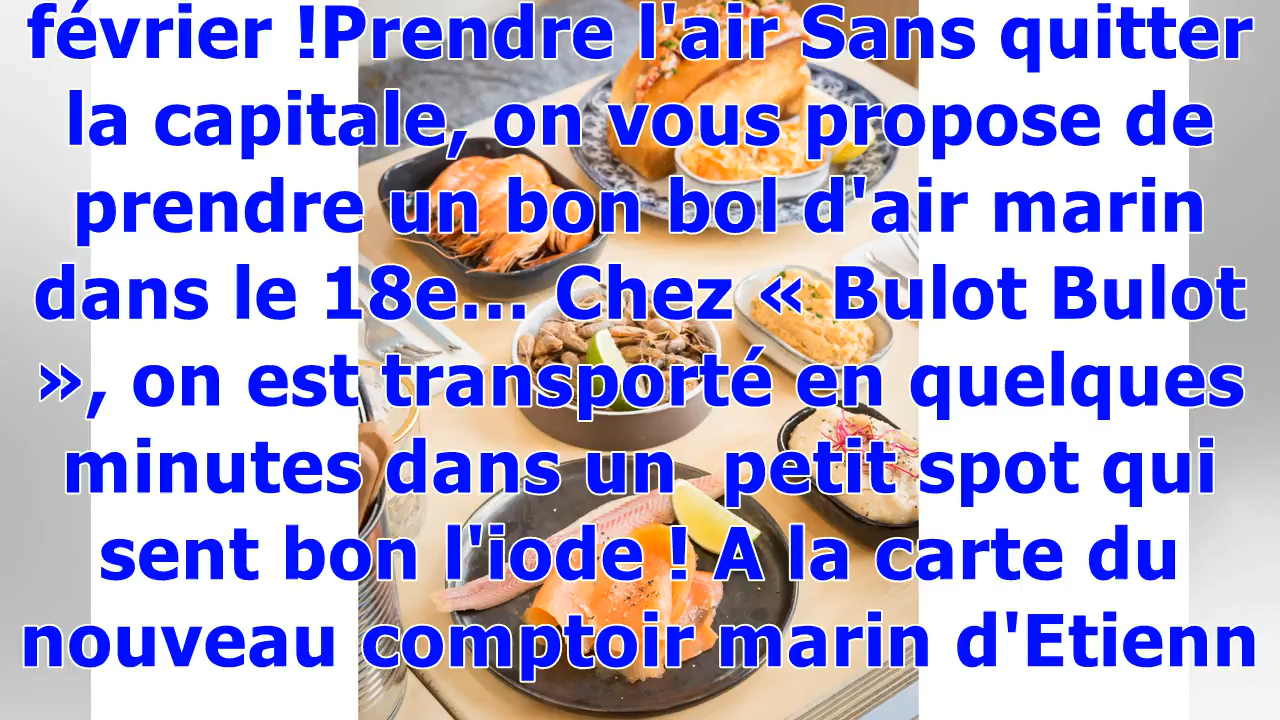 février !Prendre l'air Sans quitter
la capitale, on vous propose de
prendre un bon bol d'air marin
dans le 18e... Chez « Bulot Bulot
», on est transporté en quelques
minutes dans un  petit spot qui
sent bon l'iode ! A la carte du
nouveau comptoir marin d'Etienn